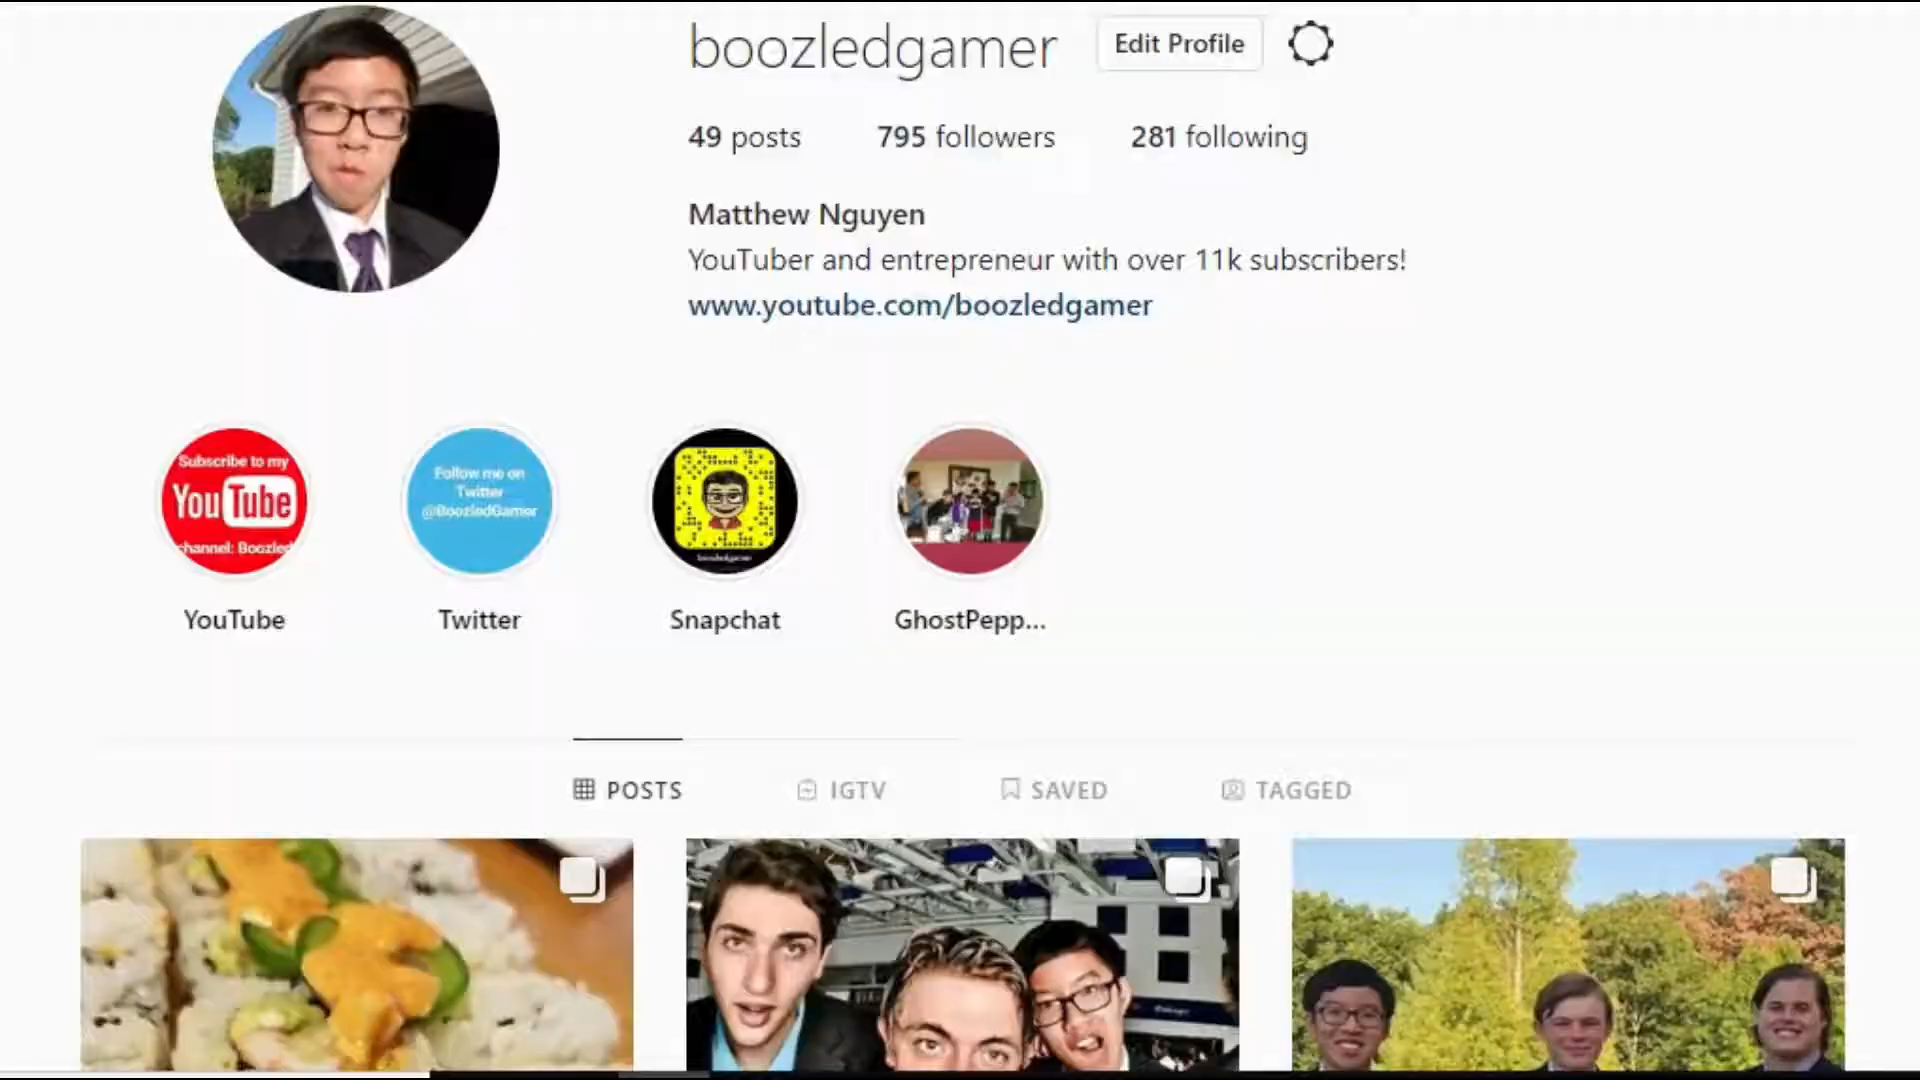 boozledgamer Edit Profile
49 posts 795 followers 281 following
Matthew Nguyen
YouTuber and entrepreneur with over 11k subscribers!
www.youtube.com/boozledgamer
Subscribe to my
YouTube
channel: Boozled
Follow me on
Twitter
@BoozledGamer
boozledgamer
YouTube Twitter Snapchat GhostPepp...
POSTS IGTV SAVED TAGGED